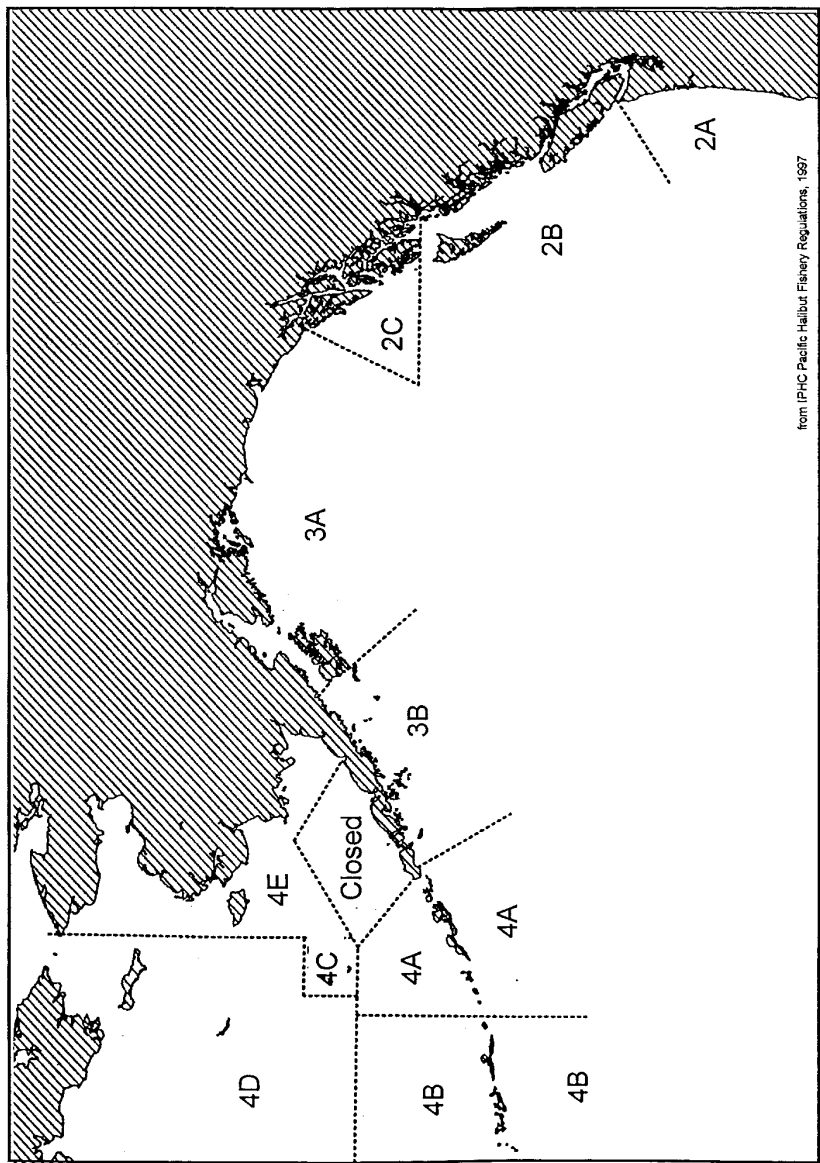 4D
4C
4E
Closed
3A
2C
2B
2A
4B
4A
3B
4B
4A
from IPHC Pacific Halibut Fishery Regulations, 1997